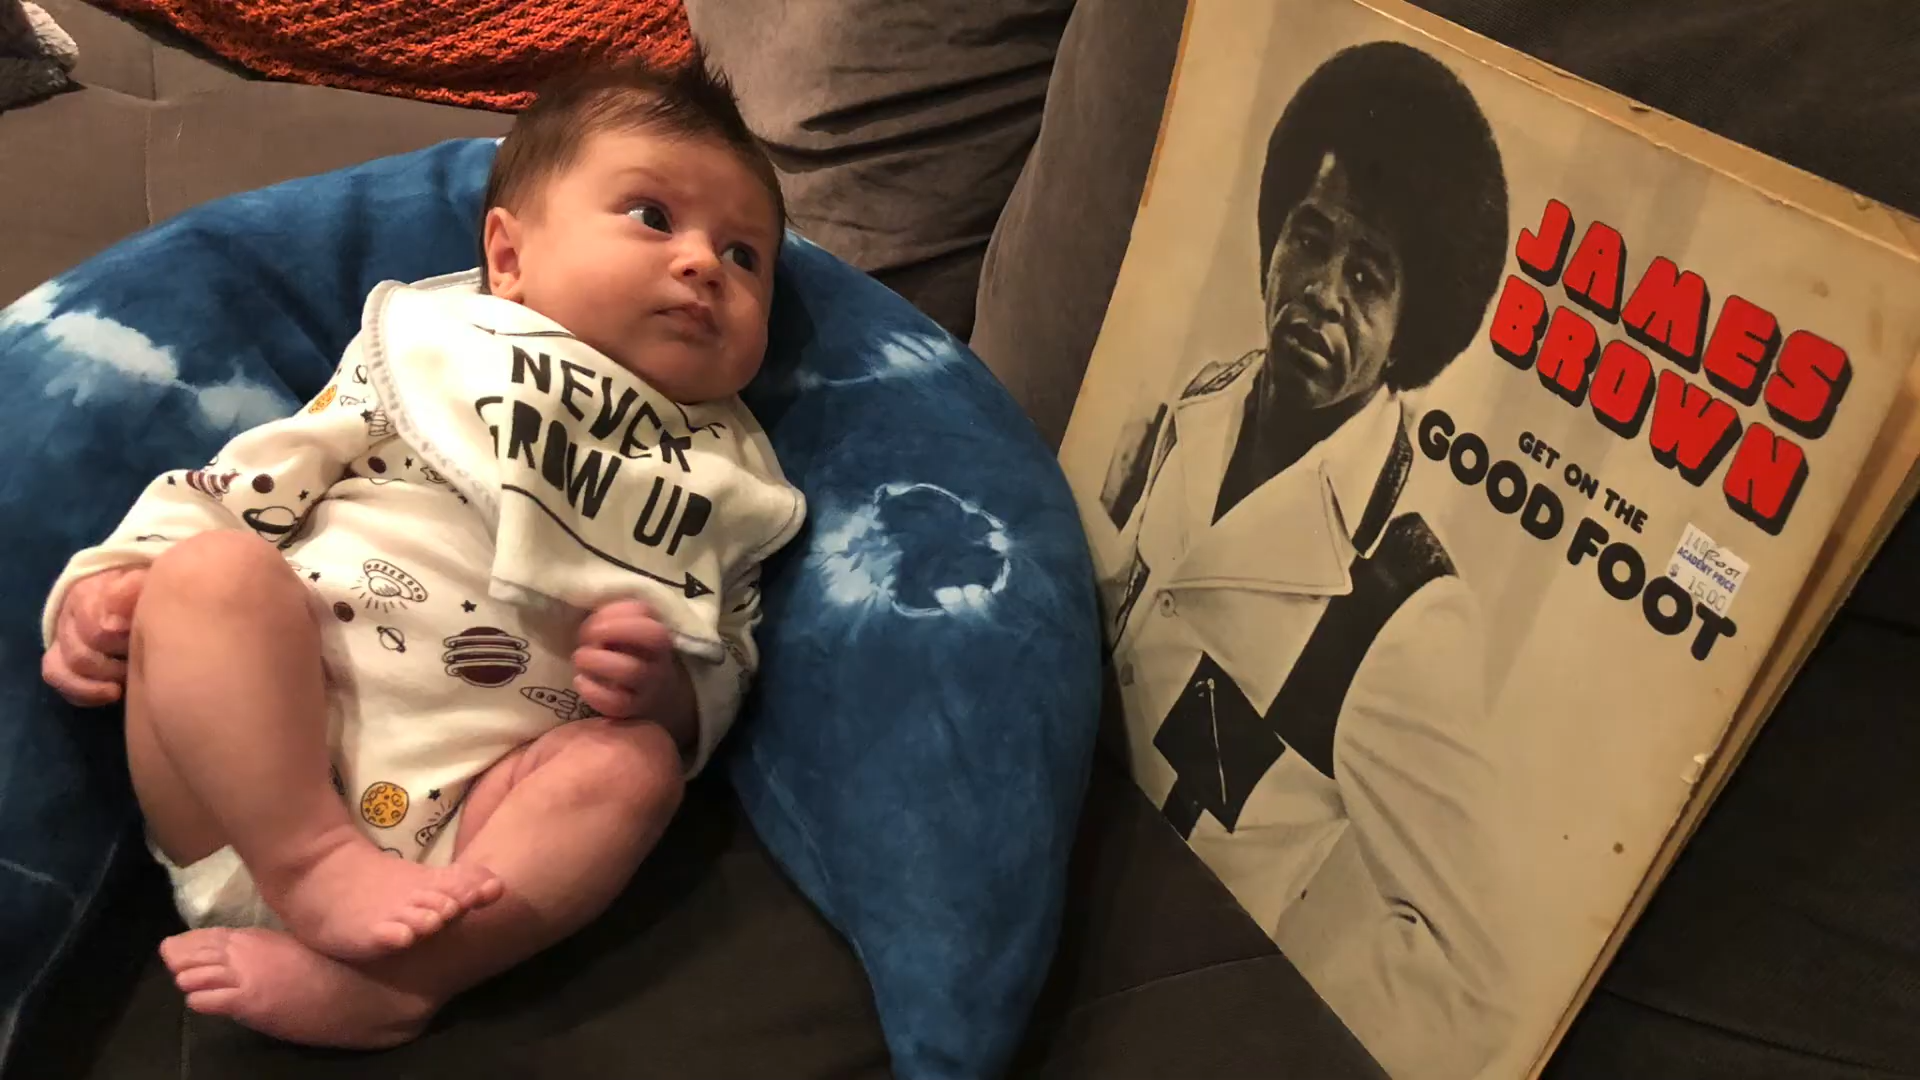 NEVER
GROW UP
JAMES
BROWN
GET ON THE
GOOD FOOT
ACADEMY PRICE
$ 15.00